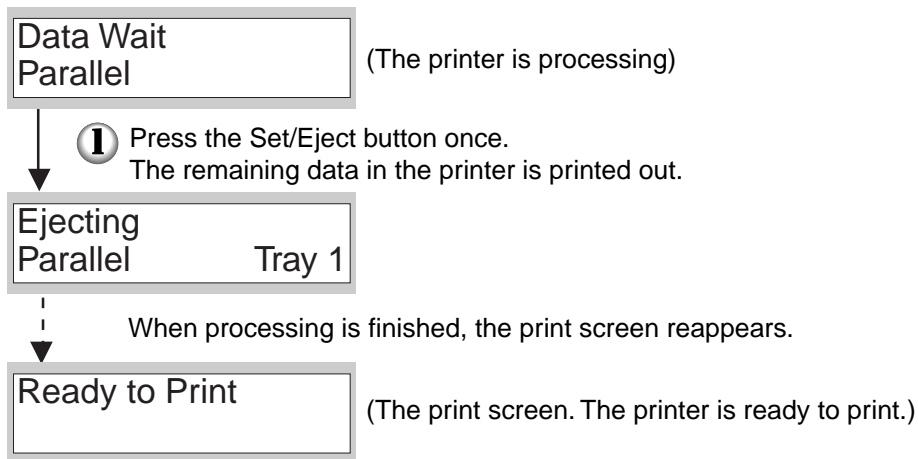 Data Wait
Parallel
(The printer is processing)
1 Press the Set/Eject button once.
The remaining data in the printer is printed out.
Ejecting
Parallel Tray 1
When processing is finished, the print screen reappears.
Ready to Print
(The print screen. The printer is ready to print.)